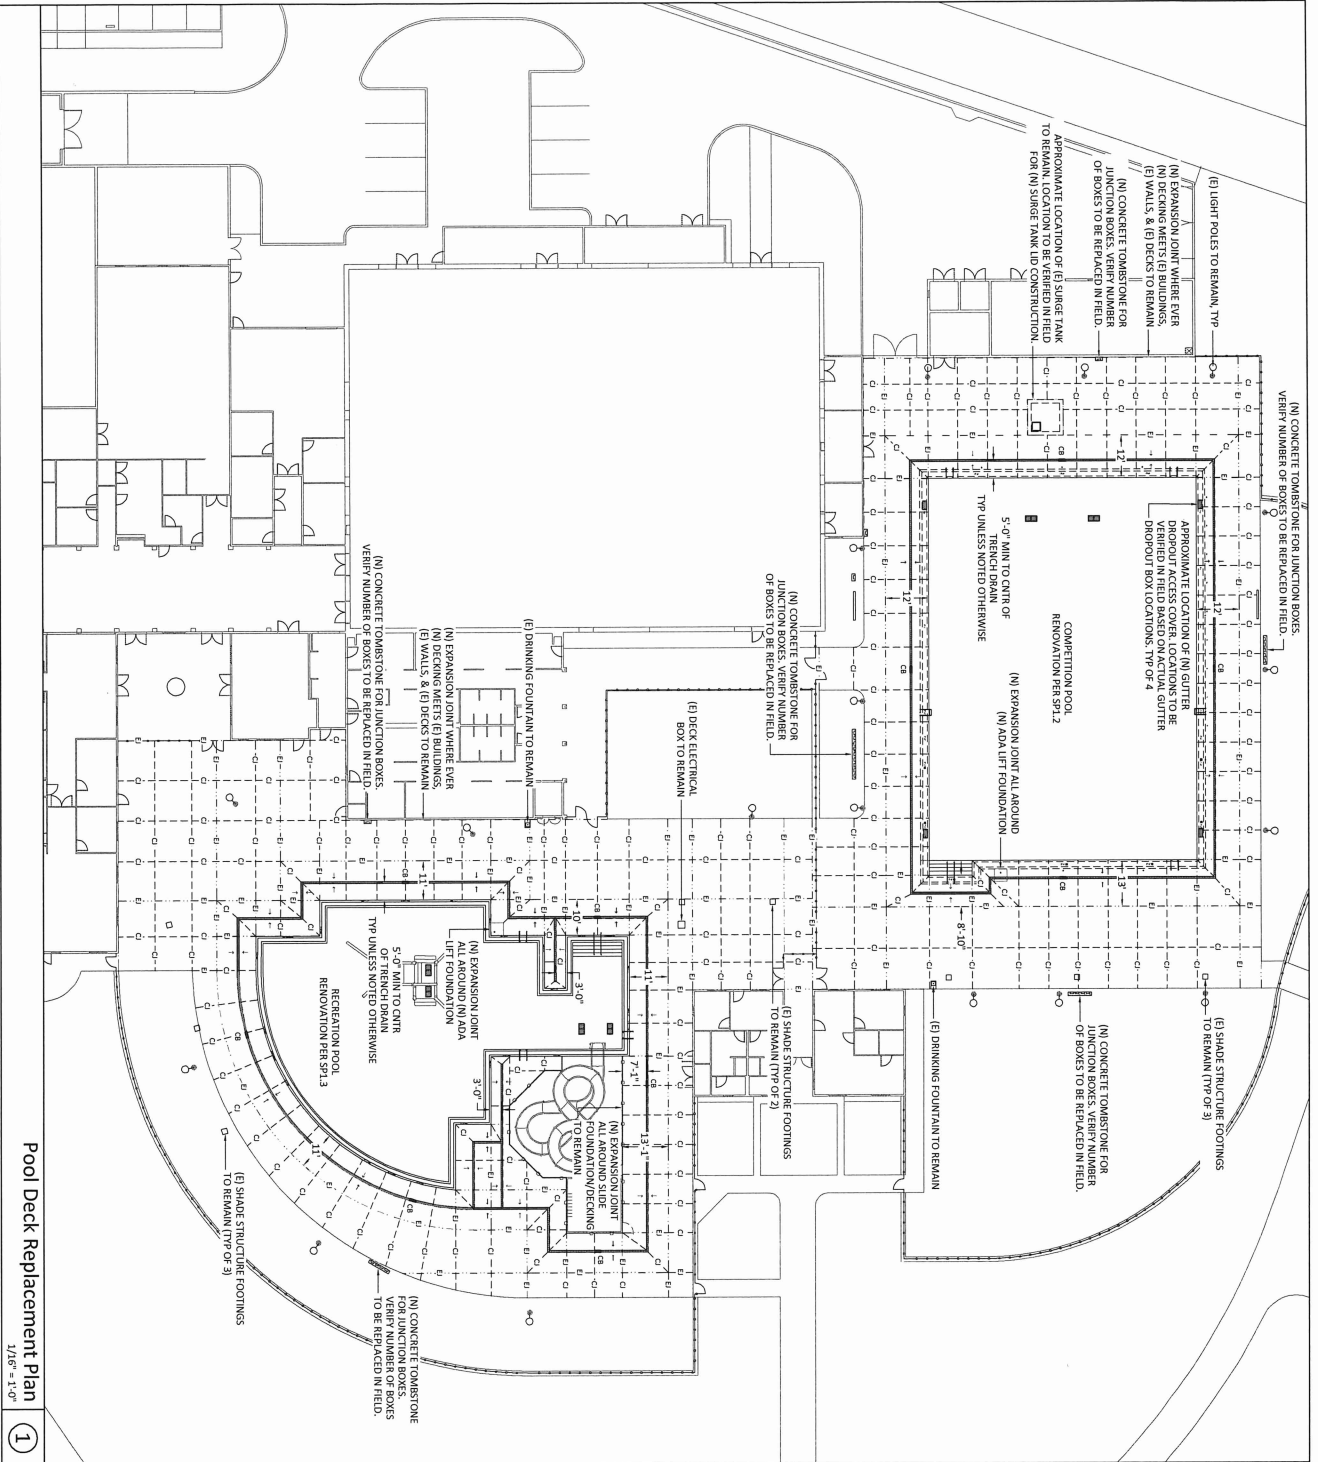 (N) CONCRETE TOMBSTONE FOR JUNCTION BOXES.
VERIFY NUMBER OF BOXES TO BE REPLACED IN FIELD.
(E) LIGHT POLES TO REMAIN, TYP
(N) EXPANSION JOINT WHERE EVER
(N) DECKING MEETS (E) BUILDINGS,
(E) WALLS, & (E) DECKS TO REMAIN
(N) CONCRETE TOMBSTONE FOR
JUNCTION BOXES. VERIFY NUMBER
OF BOXES TO BE REPLACED IN FIELD.
APPROXIMATE LOCATION OF (E) SURGE TANK
TO REMAIN. LOCATION TO BE VERIFIED IN FIELD
FOR (N) SURGE TANK LID CONSTRUCTION.
APPROXIMATE LOCATION OF (N) GUTTER
DROPOUT ACCESS COVER. LOCATIONS TO BE
VERIFIED IN FIELD BASED ON ACTUAL GUTTER
DROPOUT BOX LOCATIONS. TYP OF 4
COMPETITION POOL
RENOVATION PER SP1.2
5'-0" MIN TO CNTR OF
TRENCH DRAIN
TYP UNLESS NOTED OTHERWISE
(N) EXPANSION JOINT ALL AROUND
(N) ADA LIFT FOUNDATION
12'
12'
12'
13'
8'-10"
(E) SHADE STRUCTURE FOOTINGS
TO REMAIN (TYP OF 3)
(N) CONCRETE TOMBSTONE FOR
JUNCTION BOXES. VERIFY NUMBER
OF BOXES TO BE REPLACED IN FIELD.
(E) DRINKING FOUNTAIN TO REMAIN
(N) CONCRETE TOMBSTONE FOR
JUNCTION BOXES. VERIFY NUMBER
OF BOXES TO BE REPLACED IN FIELD.
(E) DECK ELECTRICAL
BOX TO REMAIN
(E) SHADE STRUCTURE FOOTINGS
TO REMAIN (TYP OF 2)
(E) DRINKING FOUNTAIN TO REMAIN
(N) EXPANSION JOINT WHERE EVER
(N) DECKING MEETS (E) BUILDINGS,
(E) WALLS, & (E) DECKS TO REMAIN
(N) CONCRETE TOMBSTONE FOR JUNCTION BOXES.
VERIFY NUMBER OF BOXES TO BE REPLACED IN FIELD.
11'
10'
3'-0"
11'
7'-1"
13'-1"
3'-0"
11'
(N) EXPANSION JOINT
ALL AROUND SLIDE
FOUNDATION/DECKING
TO REMAIN
(N) EXPANSION JOINT
ALL AROUND (N) ADA
LIFT FOUNDATION
5'-0" MIN TO CNTR
OF TRENCH DRAIN
TYP UNLESS NOTED OTHERWISE
RECREATION POOL
RENOVATION PER SP1.3
(E) SHADE STRUCTURE FOOTINGS
TO REMAIN (TYP OF 3)
(N) CONCRETE TOMBSTONE
FOR JUNCTION BOXES.
VERIFY NUMBER OF BOXES
TO BE REPLACED IN FIELD.
CJ
EJ
CB
Pool Deck Replacement Plan
1/16" = 1'-0"
1